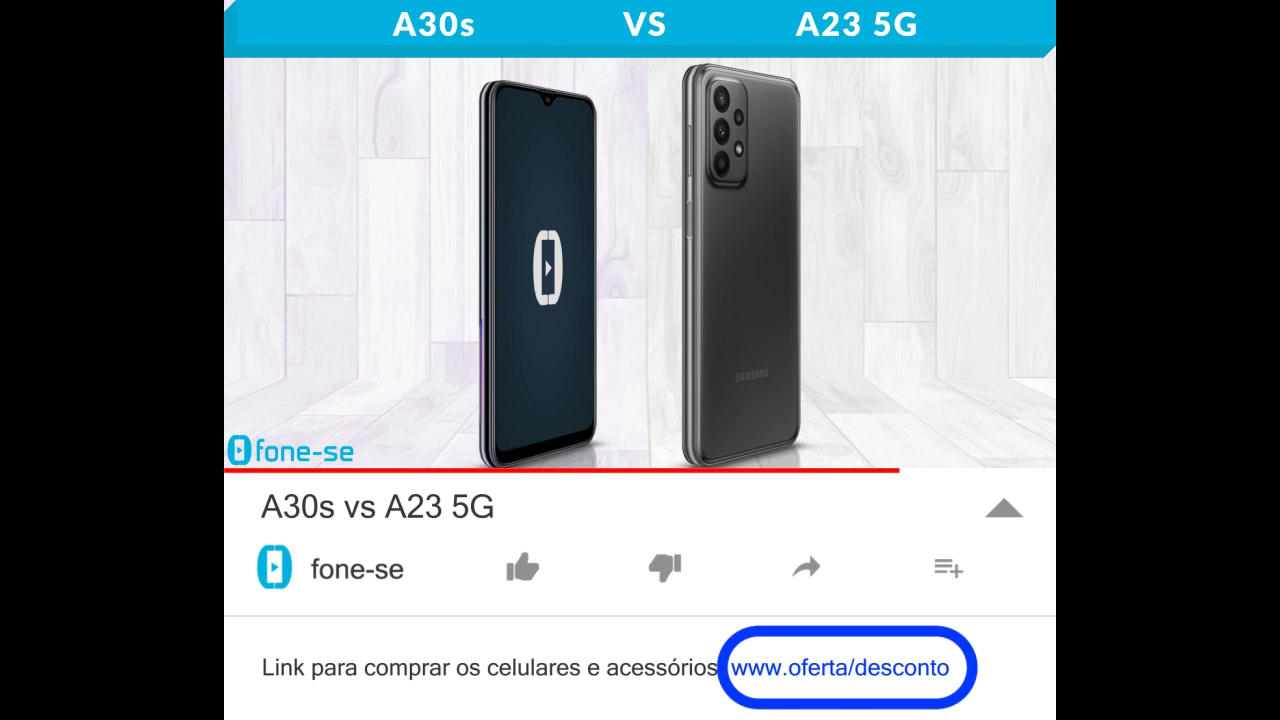 A30s VS A23 5G
SAMSUNG
fone-se
A30s vs A23 5G
fone-se
Link para comprar os celulares e acessórios www.oferta/desconto